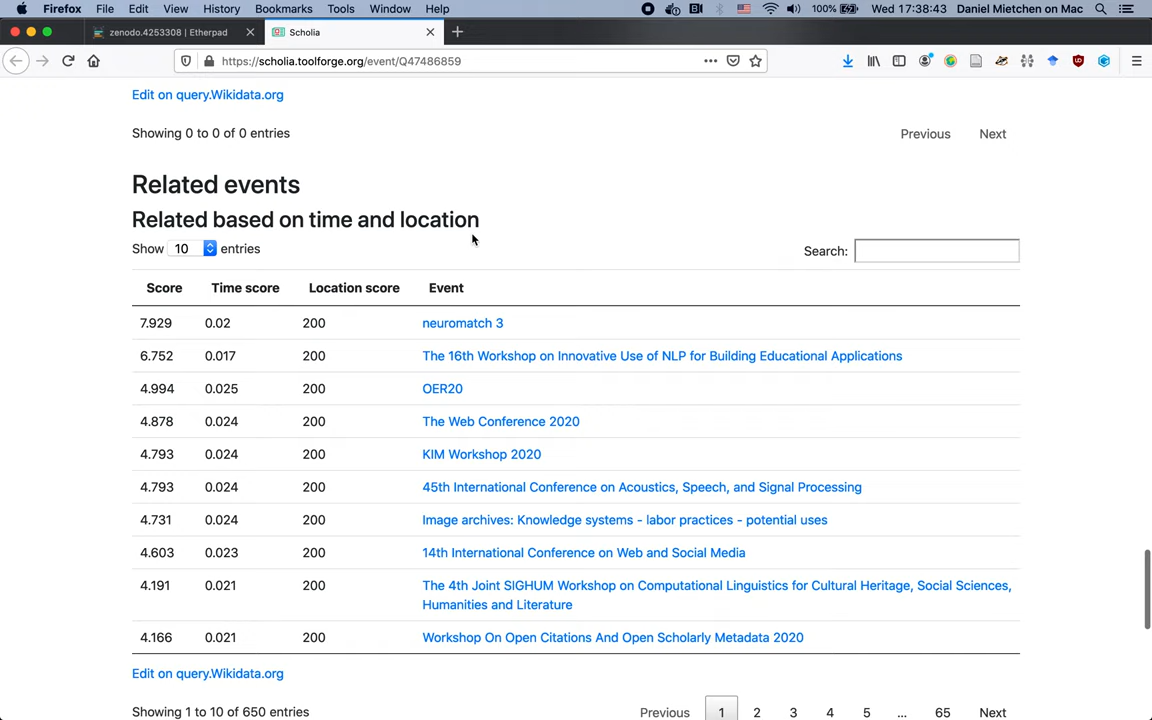 Firefox File Edit View History Bookmarks Tools Window Help 100% Wed 17:38:43 Daniel Mietchen on Mac
zenodo.4253308 | Etherpad Scholia
https://scholia.toolforge.org/event/Q47486859
Edit on query.Wikidata.org
Showing 0 to 0 of 0 entries Previous Next
Related events
Related based on time and location
Show 10 entries Search:
Score Time score Location score Event
7.929 0.02 200 neuromatch 3
6.752 0.017 200 The 16th Workshop on Innovative Use of NLP for Building Educational Applications
4.994 0.025 200 OER20
4.878 0.024 200 The Web Conference 2020
4.793 0.024 200 KIM Workshop 2020
4.793 0.024 200 45th International Conference on Acoustics, Speech, and Signal Processing
4.731 0.024 200 Image archives: Knowledge systems - labor practices - potential uses
4.603 0.023 200 14th International Conference on Web and Social Media
4.191 0.021 200 The 4th Joint SIGHUM Workshop on Computational Linguistics for Cultural Heritage, Social Sciences,
Humanities and Literature
4.166 0.021 200 Workshop On Open Citations And Open Scholarly Metadata 2020
Edit on query.Wikidata.org
Showing 1 to 10 of 650 entries Previous 1 2 3 4 5 ... 65 Next